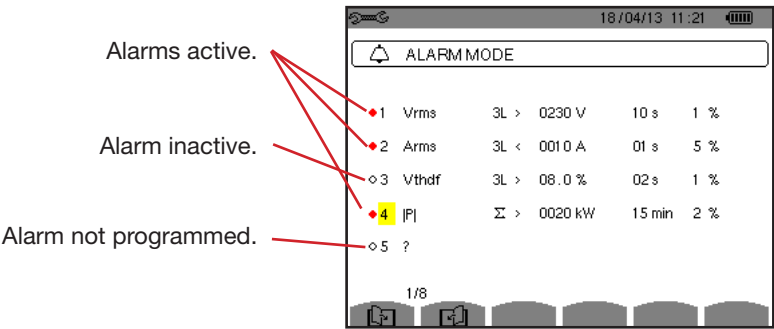 18/04/13 11:21
ALARM MODE
Alarms active.
1 Vrms 3L > 0230 V 10 s 1 %
2 Arms 3L < 0010 A 01 s 5 %
Alarm inactive.
3 Vthdf 3L > 08.0 % 02 s 1 %
4 |P| Σ > 0020 kW 15 min 2 %
Alarm not programmed.
5 ?
1/8